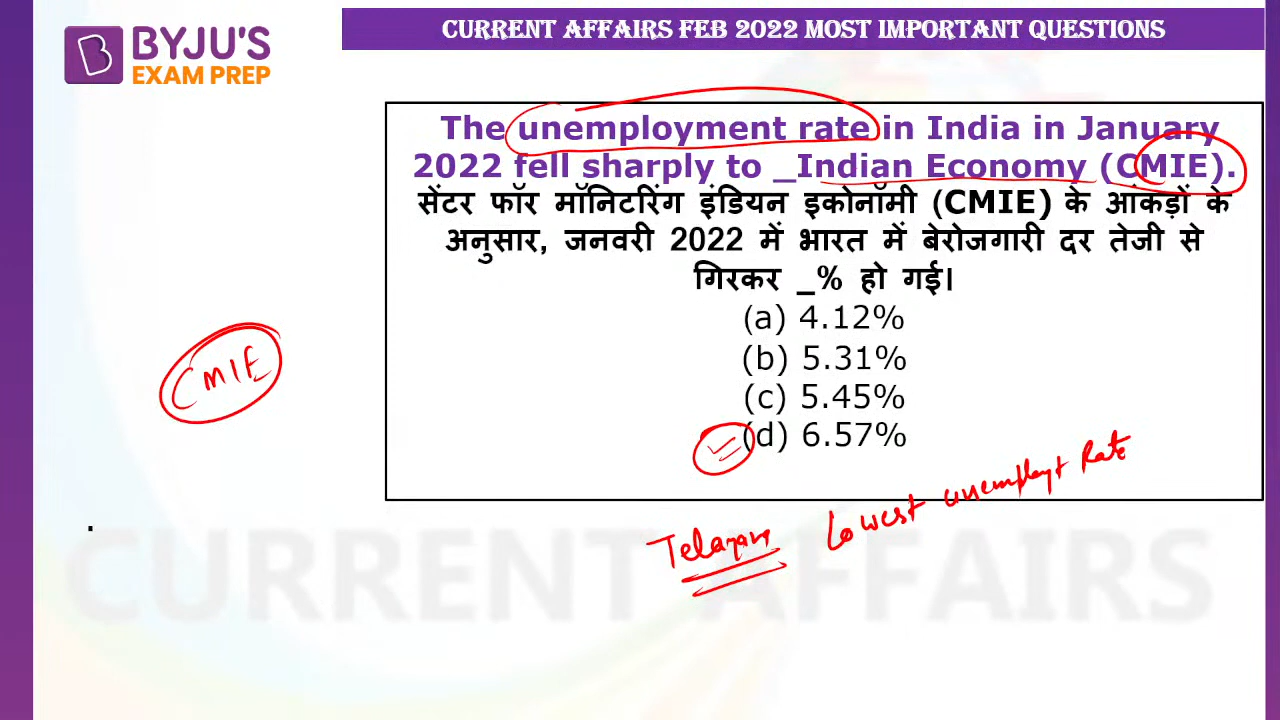 BYJU'S
EXAM PREP
CURRENT AFFAIRS FEB 2022 MOST IMPORTANT QUESTIONS
The unemployment rate in India in January
2022 fell sharply to _Indian Economy (CMIE).
सेंटर फॉर मॉनिटरिंग इंडियन इकोनॉमी (CMIE) के आंकड़ों के
अनुसार, जनवरी 2022 में भारत में बेरोजगारी दर तेजी से
गिरकर _% हो गई।
(a) 4.12%
(b) 5.31%
(c) 5.45%
(d) 6.57%
CMIE
Lowest unemployt Rate
CURRENT AFFAIRS